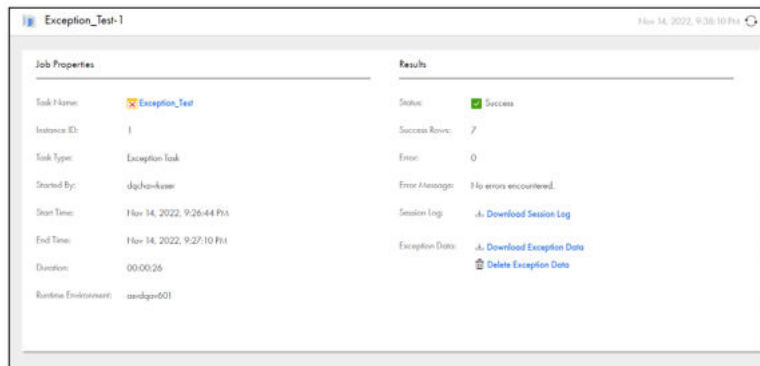 Exception_Test-1
Nov 14, 2022, 9:38:10 PM
Job Properties
Task Name: Exception_Test
Instance ID: 1
Task Type: Exception Task
Started By:
Start Time: Nov 14, 2022, 9:26:44 PM
End Time: Nov 14, 2022, 9:27:10 PM
Duration: 00:00:26
Runtime Environment:
Results
Status: Success
Success Rows: 7
Error: 0
Error Message: No errors encountered.
Session Log: Download Session Log
Exception Data: Download Exception Data
Delete Exception Data